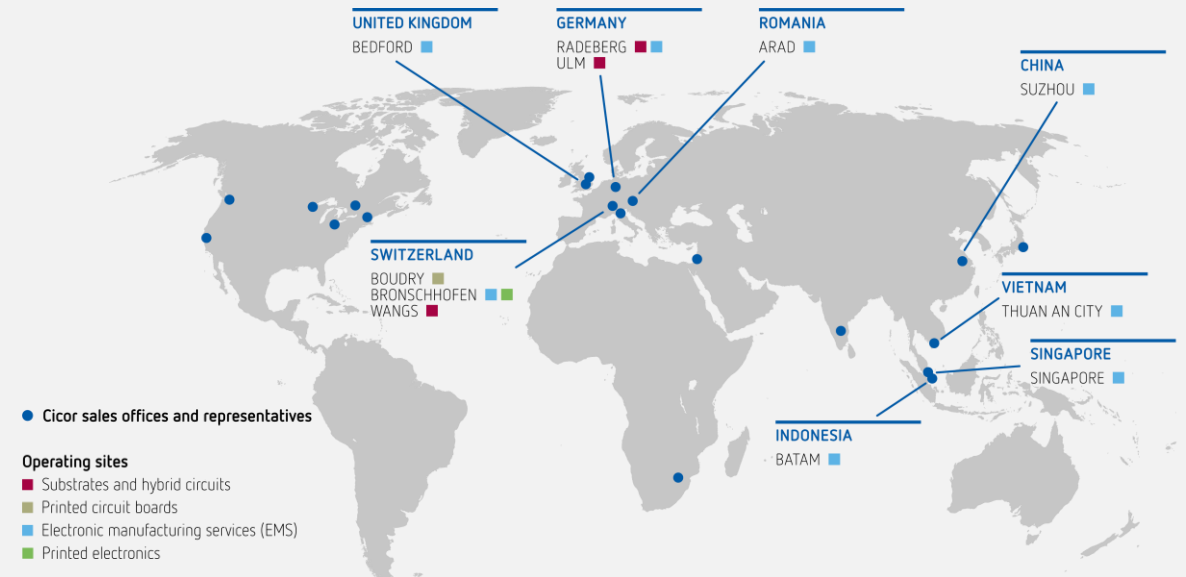 UNITED KINGDOM
BEDFORD
GERMANY
RADEBERG
ULM
ROMANIA
ARAD
CHINA
SUZHOU
SWITZERLAND
BOUDRY
BRONSCHHOFEN
WANGS
VIETNAM
THUAN AN CITY
SINGAPORE
SINGAPORE
INDONESIA
BATAM
Cicor sales offices and representatives
Operating sites
Substrates and hybrid circuits
Printed circuit boards
Electronic manufacturing services (EMS)
Printed electronics